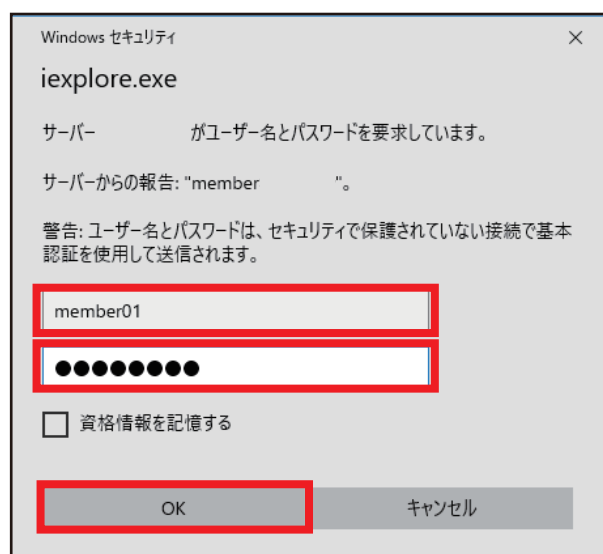 Windows セキュリティ
iexplore.exe
サーバー がユーザー名とパスワードを要求しています。
サーバーからの報告: "member "。
警告: ユーザー名とパスワードは、セキュリティで保護されていない接続で基本
認証を使用して送信されます。
member01
●●●●●●●●
資格情報を記憶する
OK キャンセル